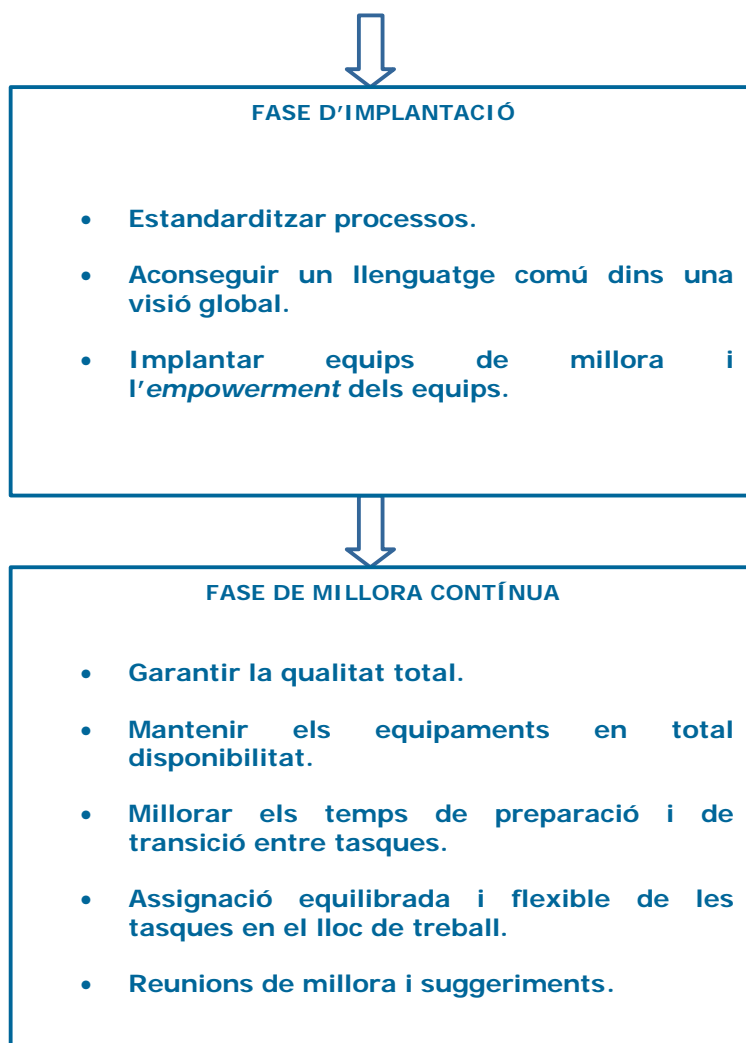 FASE D'IMPLANTACIÓ
• Estandarditzar processos.
• Aconseguir un llenguatge comú dins una
visió global.
• Implantar equips de millora i
l'empowerment dels equips.
FASE DE MILLORA CONTÍNUA
• Garantir la qualitat total.
• Mantenir els equipaments en total
disponibilitat.
• Millorar els temps de preparació i de
transició entre tasques.
• Assignació equilibrada i flexible de les
tasques en el lloc de treball.
• Reunions de millora i suggeriments.